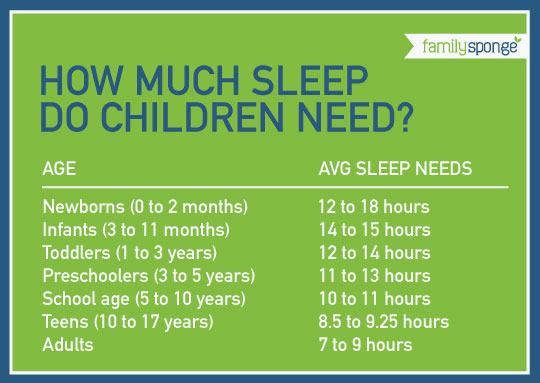 familysponge
HOW MUCH SLEEP
DO CHILDREN NEED?
AGE AVG SLEEP NEEDS
Newborns (0 to 2 months) 12 to 18 hours
Infants (3 to 11 months) 14 to 15 hours
Toddlers (1 to 3 years) 12 to 14 hours
Preschoolers (3 to 5 years) 11 to 13 hours
School age (5 to 10 years) 10 to 11 hours
Teens (10 to 17 years) 8.5 to 9.25 hours
Adults 7 to 9 hours